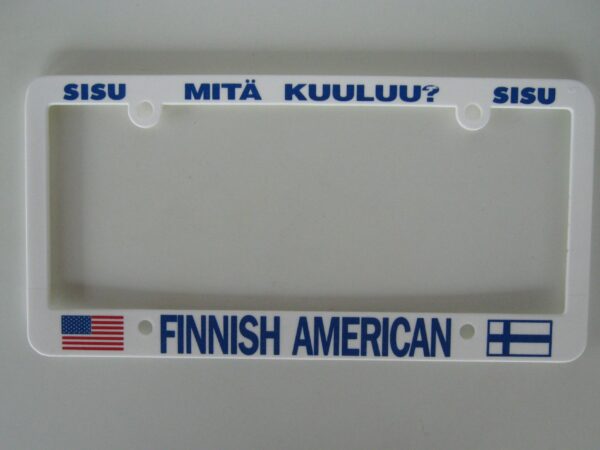 SISU MITÄ KUULUU? SISU
FINNISH AMERICAN